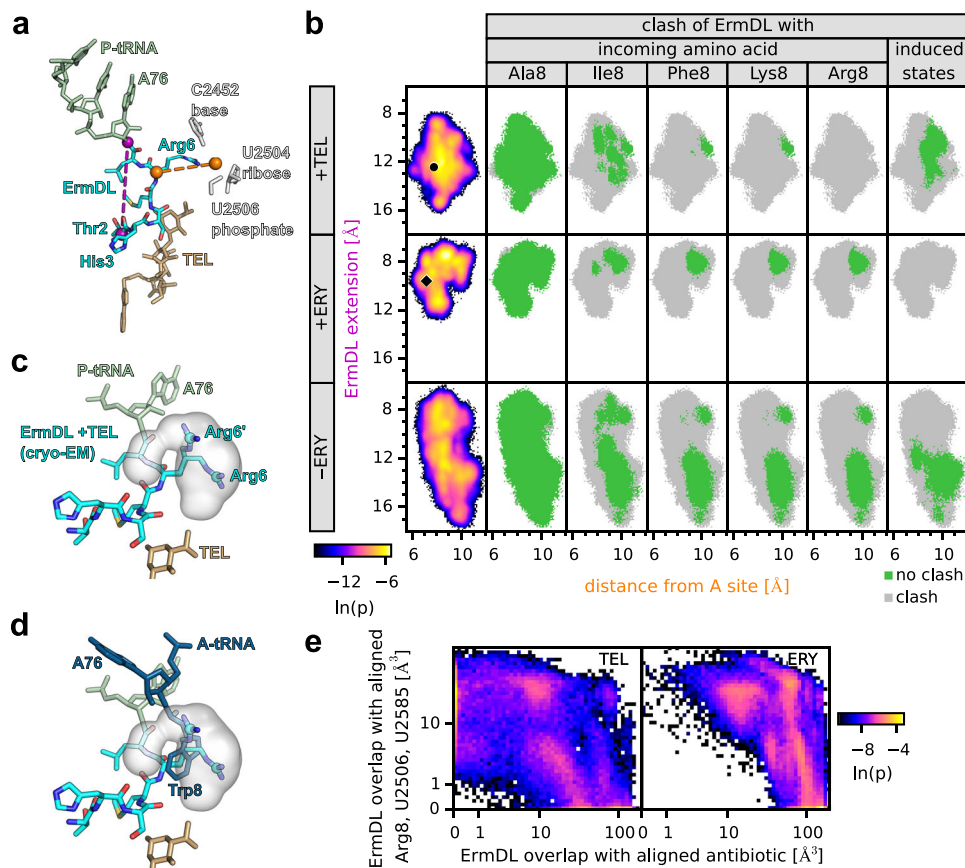 a
P-tRNA
A76
C2452
base
Arg6
U2504
ribose
ErmDL
U2506
phosphate
Thr2
His3
TEL
b
clash of ErmDL with
incoming amino acid
induced
states
Ala8
Ile8
Phe8
Lys8
Arg8
+TEL
+ERY
−ERY
ErmDL extension [Å]
8
12
16
8
12
16
8
12
16
6
10
6
10
6
10
6
10
6
10
6
10
6
10
distance from A site [Å]
−12
−6
ln(p)
no clash
clash
c
P-tRNA
A76
ErmDL +TEL
(cryo-EM)
Arg6'
Arg6
TEL
d
A76
A-tRNA
Trp8
e
ErmDL overlap with aligned
Arg8, U2506, U2585 [Å³]
TEL
ERY
10
1
0
0
1
10
100
0
1
10
100
ErmDL overlap with aligned antibiotic [Å³]
−8
−4
ln(p)